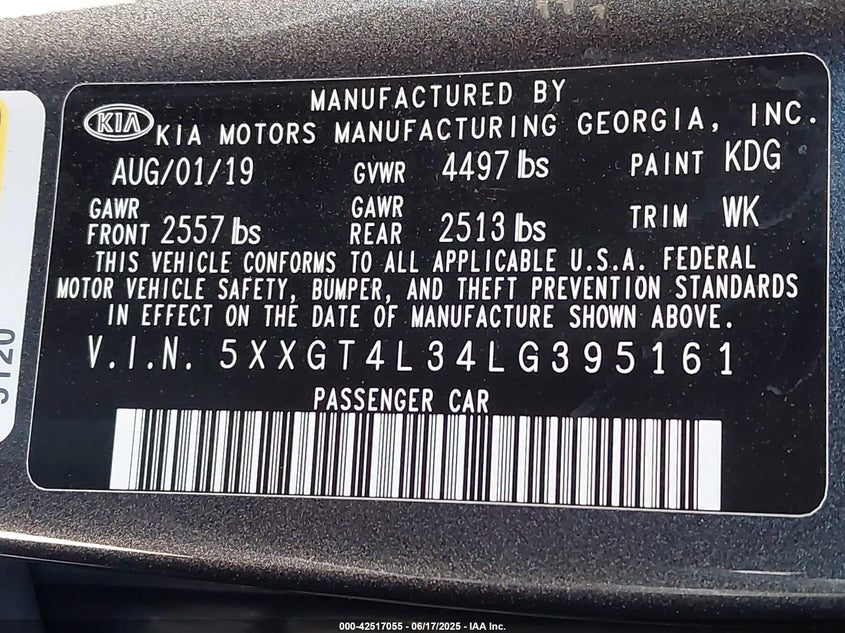 MANUFACTURED BY
KIA KIA MOTORS MANUFACTURING GEORGIA, INC.
AUG/01/19 GVWR 4497 lbs PAINT KDG
GAWR FRONT 2557 lbs GAWR REAR 2513 lbs TRIM WK
THIS VEHICLE CONFORMS TO ALL APPLICABLE U.S.A. FEDERAL
MOTOR VEHICLE SAFETY, BUMPER, AND THEFT PREVENTION STANDARDS
IN EFFECT ON THE DATE OF MANUFACTURE SHOWN ABOVE.
V.I.N. 5XXGT4L34LG395161
PASSENGER CAR
000-42517055 - 06/17/2025 - IAA Inc.